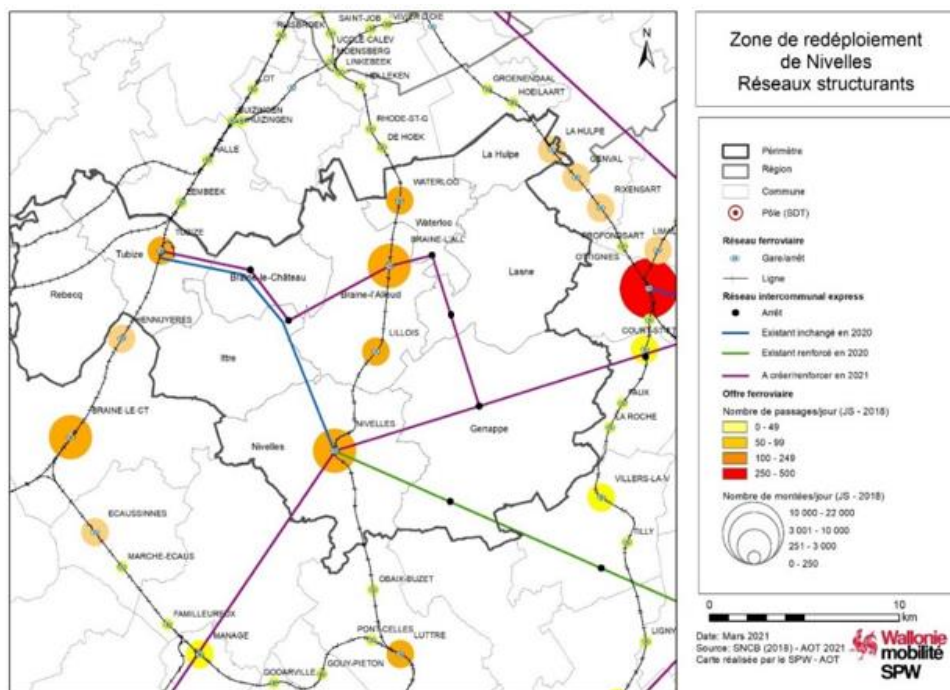 Zone de redéploiement
de Nivelles
Réseaux structurants
Périmètre
Région
Commune
Pôle (SDT)
Réseau ferroviaire
Gare/arrêt
Ligne
Réseau intercommunal express
Arrêt
Existant inchangé en 2020
Existant renforcé en 2020
A créer/renforcer en 2021
Offre ferroviaire
Nombre de passages/jour (JS - 2018)
0 - 49
50 - 99
100 - 249
250 - 500
Nombre de montées/jour (JS - 2018)
10 000 - 22 000
3 001 - 10 000
251 - 3 000
0 - 250
0 10
km
Date: Mars 2021
Source: SNCB (2018) - AOT 2021
Carte réalisée par le SPW - AOT
Wallonie
mobilité
SPW
N
SAINT-JOB
UCCLE-CALEV
MOENSBERG
LINKEBEEK
HOLLEKEN
LOT
HUIZINGEN
BUIZINGEN
HALLE
LEMBEEK
RHODE-ST-G
DE HOEK
GROENENDAAL
HOEILAART
LA HULPE
La Hulpe
GENVAL
RIXENSART
PROFONDSART
OTTIGNIES
WATERLOO
Waterloo
BRAINE-L'ALL
Braine-l'Alleud
Lasne
TUBIZE
Tubize
Braine-le-Château
Rebecq
HENNUYERES
LILLOIS
Ittre
COURT-ST-ET
FAUX
LA ROCHE
BRAINE-LE-CT
NIVELLES
Nivelles
Genappe
VILLERS-LA-V
TILLY
ECAUSSINNES
MARCHE-ECAUS
OBAIX-BUZET
FAMILLEUREUX
MANAGE
PONT-CELLES
LUTTRE
GOUY-PIETON
GODARVILLE
LIGNY